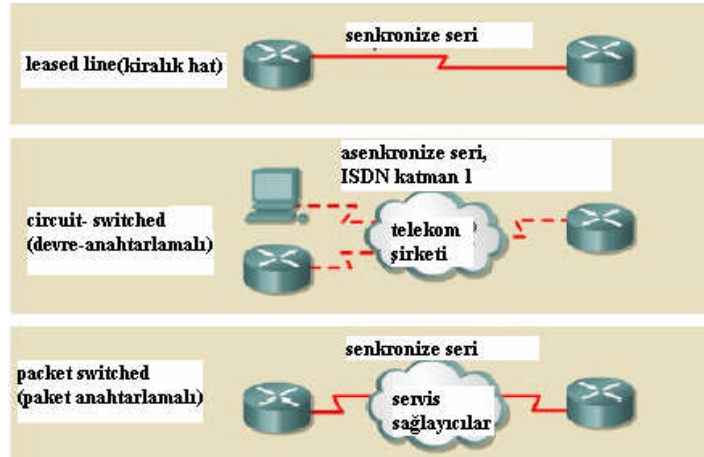 senkronize seri
leased line(kiralık hat)
asenkronize seri,
ISDN katman 1
circuit- switched
(devre-anahtarlamalı)
telekom
şirketi
senkronize seri
packet switched
(paket anahtarlamalı)
servis
sağlayıcılar